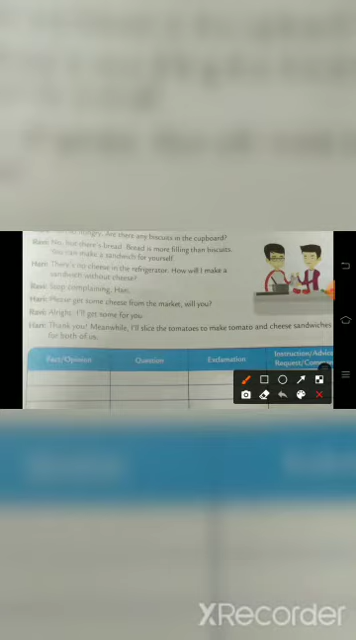 hungry. Are there any biscuits in the cupboard?
Ravi: No, but there's bread. Bread is more filling than biscuits.
You can make a sandwich for yourself.
Hari: There's no cheese in the refrigerator. How will I make a
sandwich without cheese?
Ravi: Stop complaining, Hari.
Hari: Please get some cheese from the market, will you?
Ravi: Alright. I'll get some for you.
Hari: Thank you! Meanwhile, I'll slice the tomatoes to make tomato and cheese sandwiches
for both of us.
Fact/Opinion Question Exclamation Instruction/Advice
Request/Comm
XRecorder